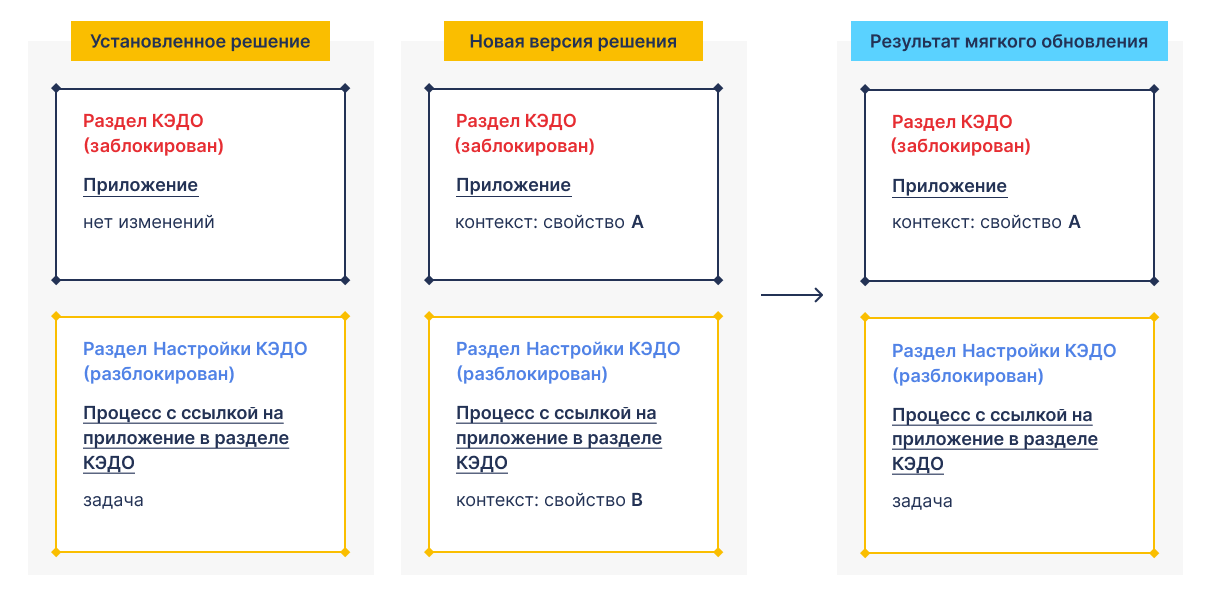 Установленное решение
Раздел КЭДО
(заблокирован)
Приложение
нет изменений
Раздел Настройки КЭДО
(разблокирован)
Процесс с ссылкой на
приложение в разделе
КЭДО
задача
Новая версия решения
Раздел КЭДО
(заблокирован)
Приложение
контекст: свойство A
Раздел Настройки КЭДО
(разблокирован)
Процесс с ссылкой на
приложение в разделе
КЭДО
контекст: свойство B
Результат мягкого обновления
Раздел КЭДО
(заблокирован)
Приложение
контекст: свойство A
Раздел Настройки КЭДО
(разблокирован)
Процесс с ссылкой на
приложение в разделе
КЭДО
задача